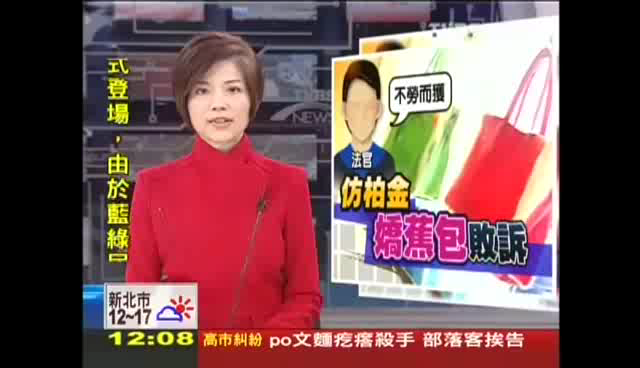 式登場，由於藍綠
TVBS
NEWS
不勞而獲
法官
仿柏金
嬌蕉包敗訴
新北市
12~17
12:08
高市糾紛 po文麵疙瘩殺手 部落客挨告